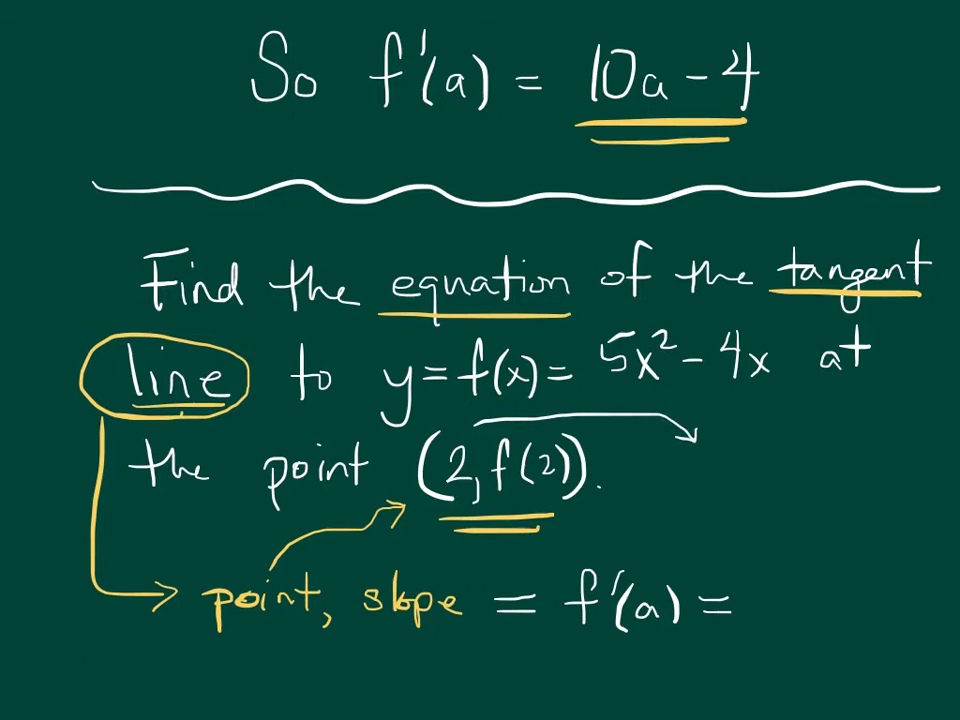 So f'(a) = 10a - 4
Find the equation of the tangent
line to y = f(x) = 5x² - 4x at
the point (2, f(2)).
point, slope = f'(a) =